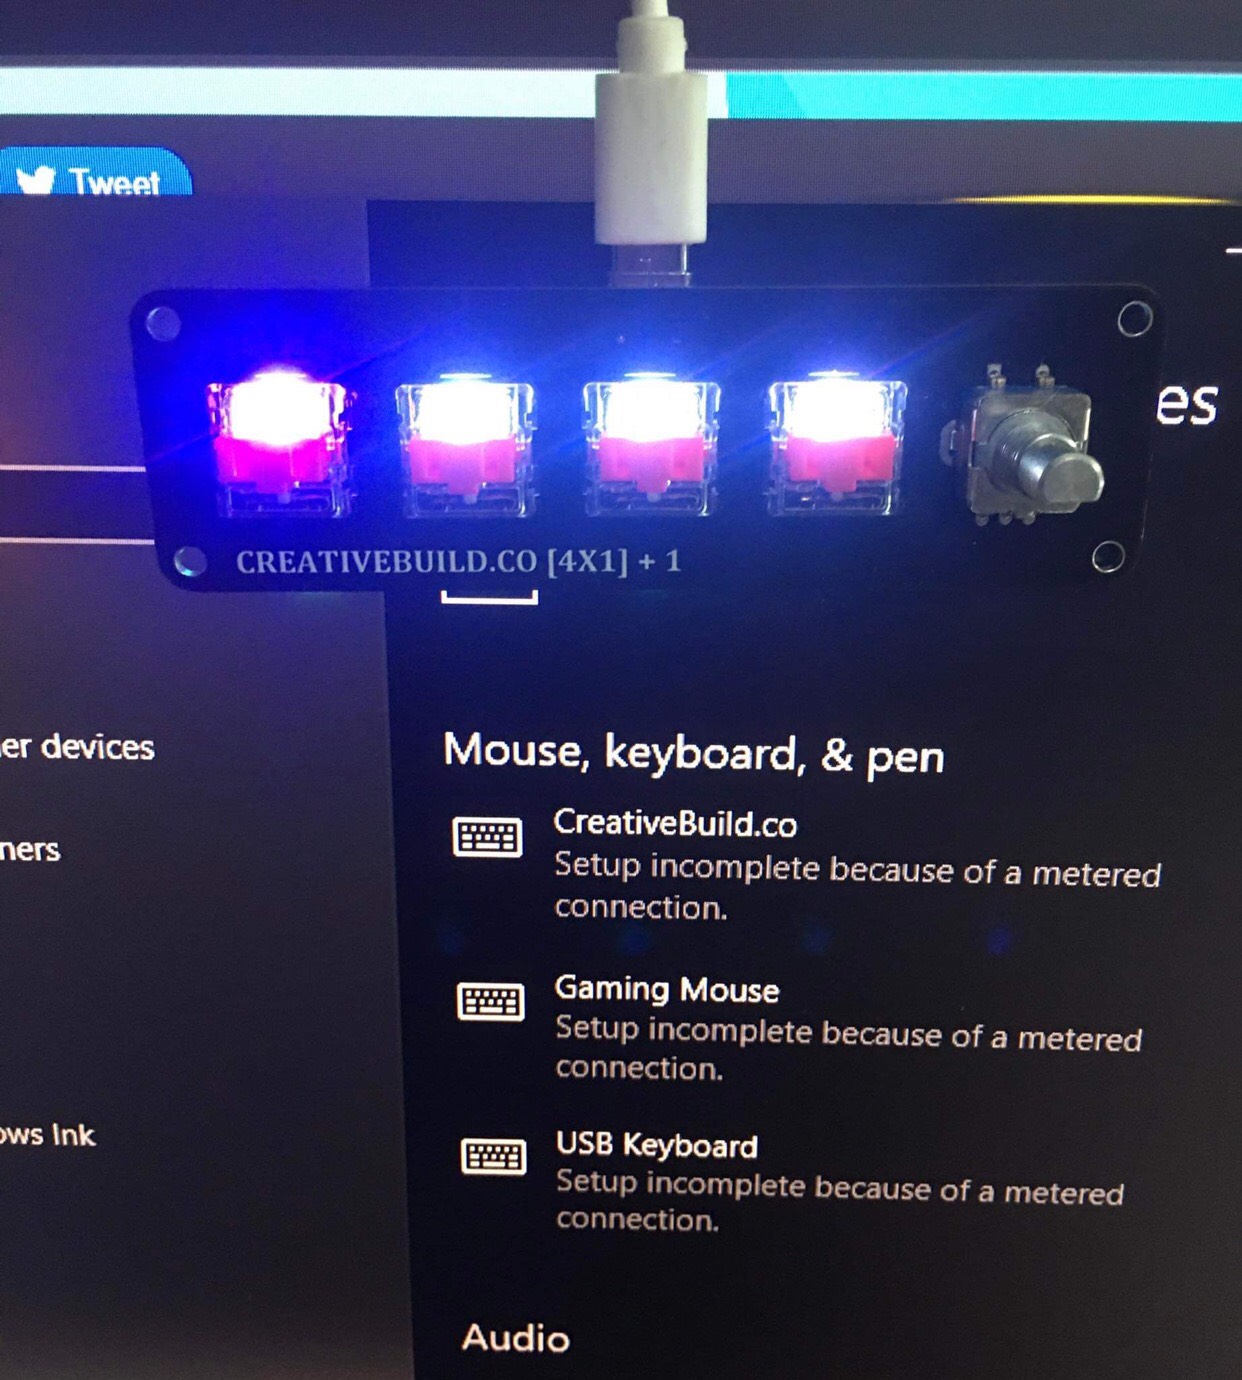 Tweet
es
CREATIVEBUILD.CO [4X1] + 1
Mouse, keyboard, & pen
er devices
CreativeBuild.co
Setup incomplete because of a metered
connection.
ners
Gaming Mouse
Setup incomplete because of a metered
connection.
ows Ink
USB Keyboard
Setup incomplete because of a metered
connection.
Audio